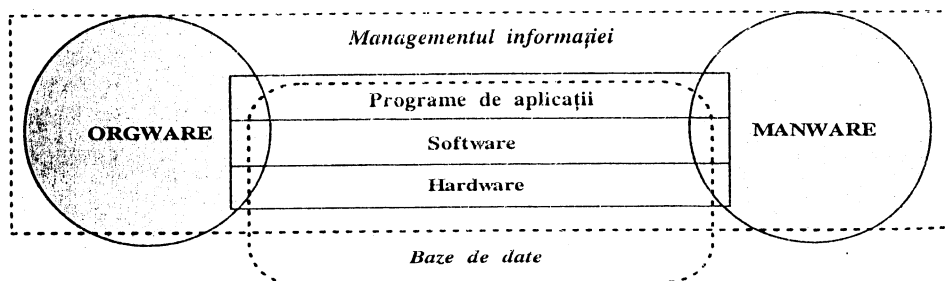 Managementul informației
Programe de aplicații
ORGWARE
Software
MANWARE
Hardware
Baze de date